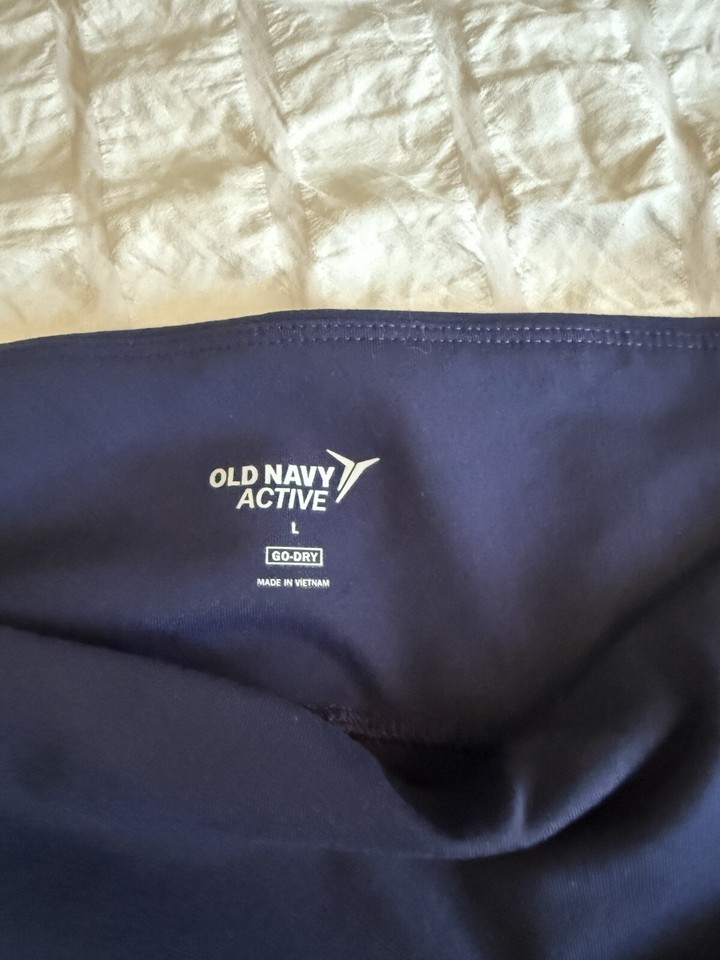 OLD NAVY
ACTIVE
L
GO-DRY
MADE IN VIETNAM